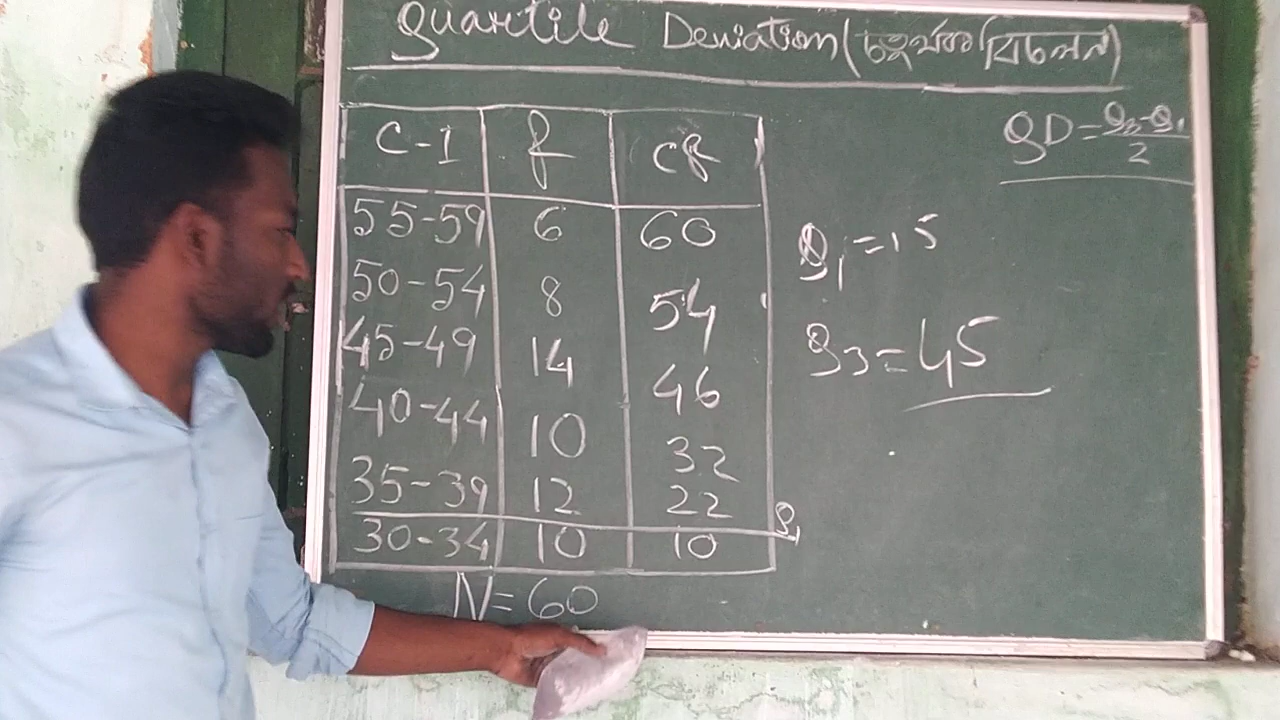 Quartile Deviation (চতুর্থক বিচলন)
QD = Q3-Q1/2
C-I f cf
55-59 6 60
50-54 8 54
45-49 14 46
40-44 10 32
35-39 12 22
30-34 10 10
Q1
N=60
Q1=15
Q3=45